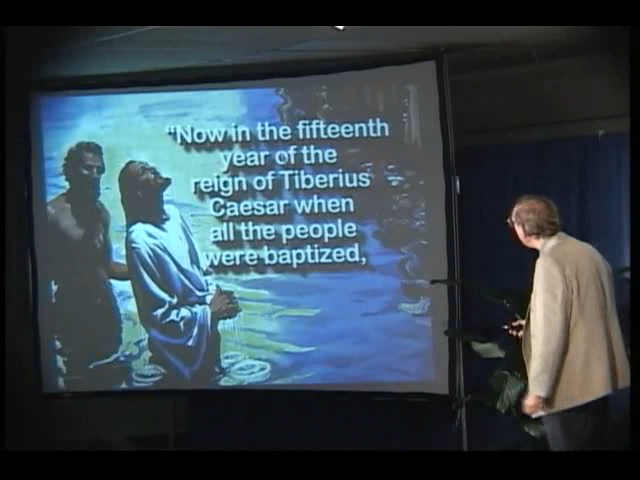 “Now in the fifteenth
year of the
reign of Tiberius
Caesar when
all the people
were baptized,